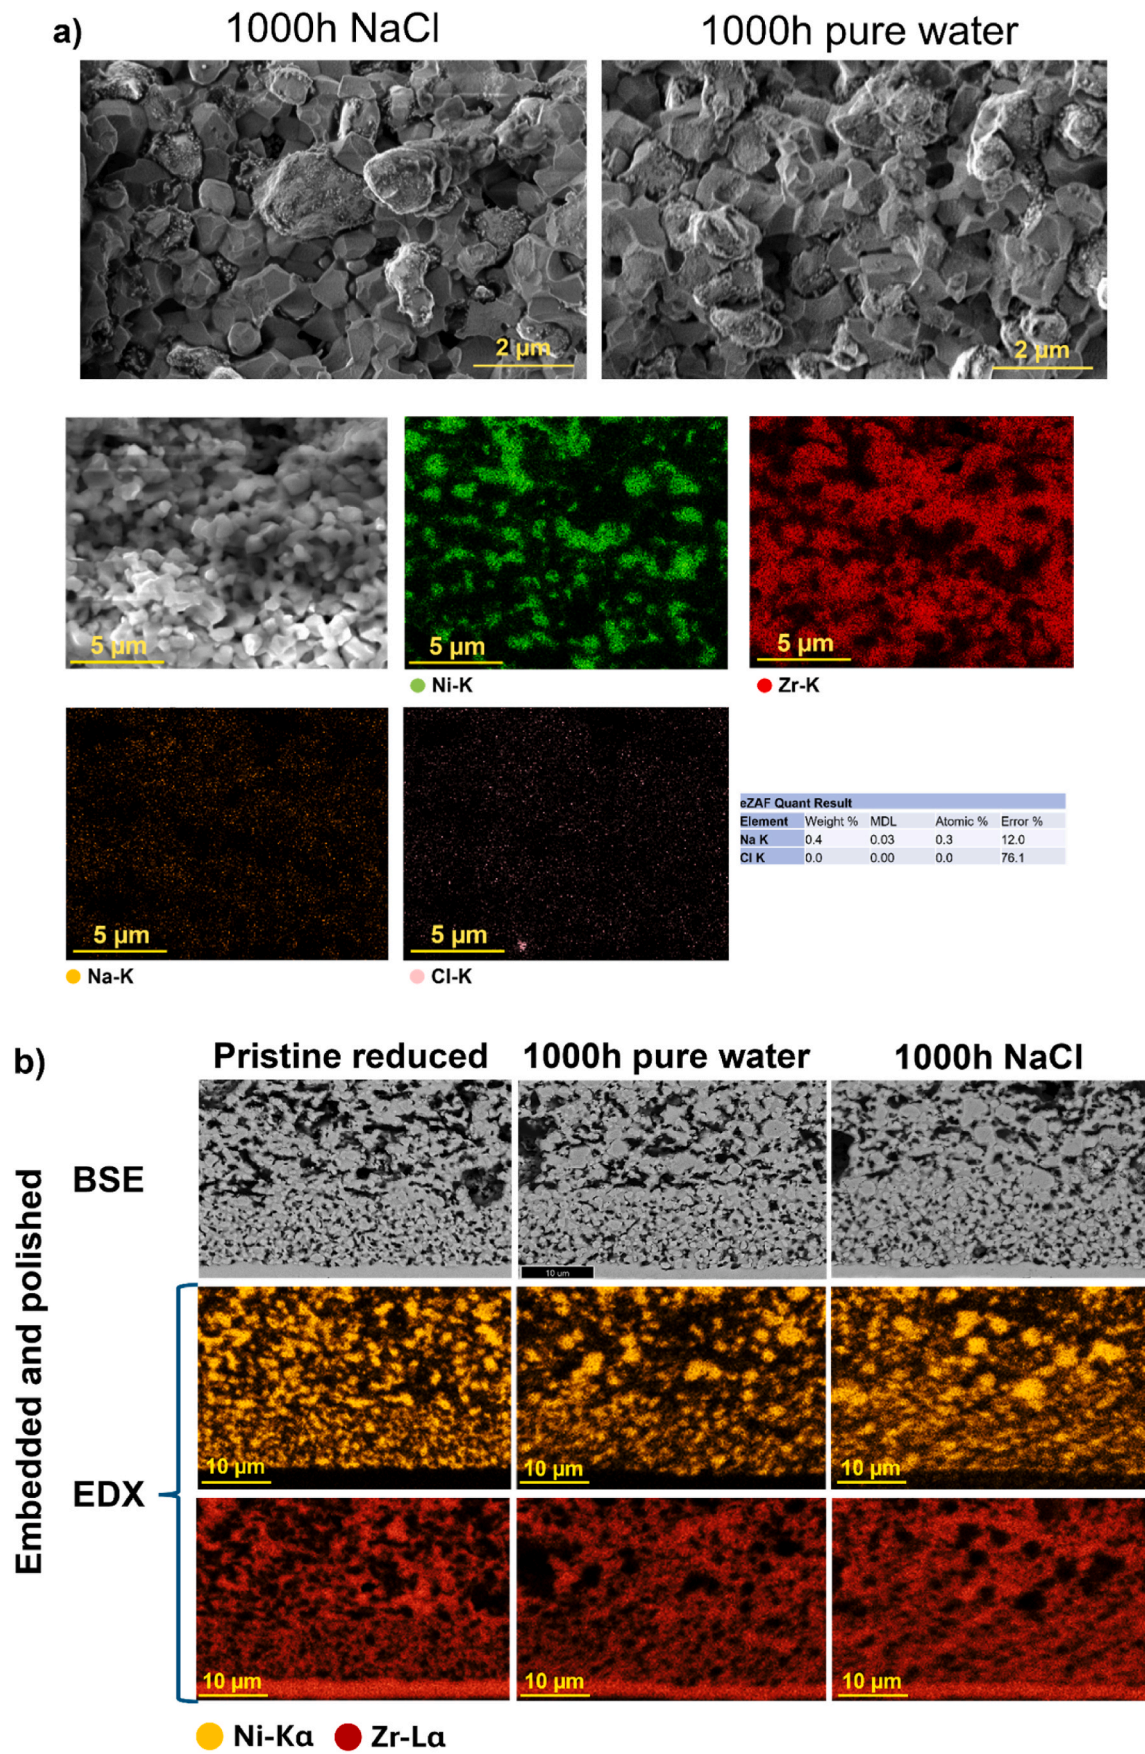 a)
1000h NaCl
1000h pure water
2 µm
2 µm
5 µm
5 µm
5 µm
Ni-K
Zr-K
5 µm
5 µm
Na-K
Cl-K
eZAF Quant Result
Element Weight % MDL Atomic % Error %
Na K 0.4 0.03 0.3 12.0
Cl K 0.0 0.00 0.0 76.1
b)
Pristine reduced
1000h pure water
1000h NaCl
Embedded and polished
BSE
10 um
EDX
10 µm
10 µm
10 µm
10 µm
10 µm
10 µm
Ni-Kα
Zr-Lα